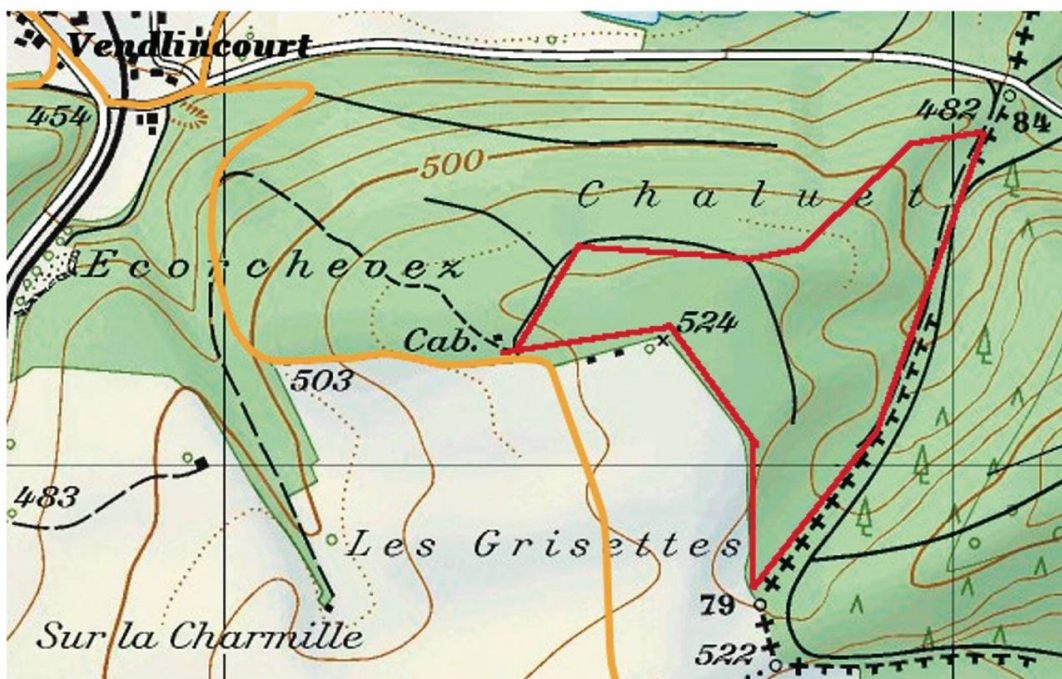 Vendlincourt
454
482
84
500
Chaluet
Ecorchevez
Cab.
524
503
483
Les Grisettes
79
Sur la Charmille
522